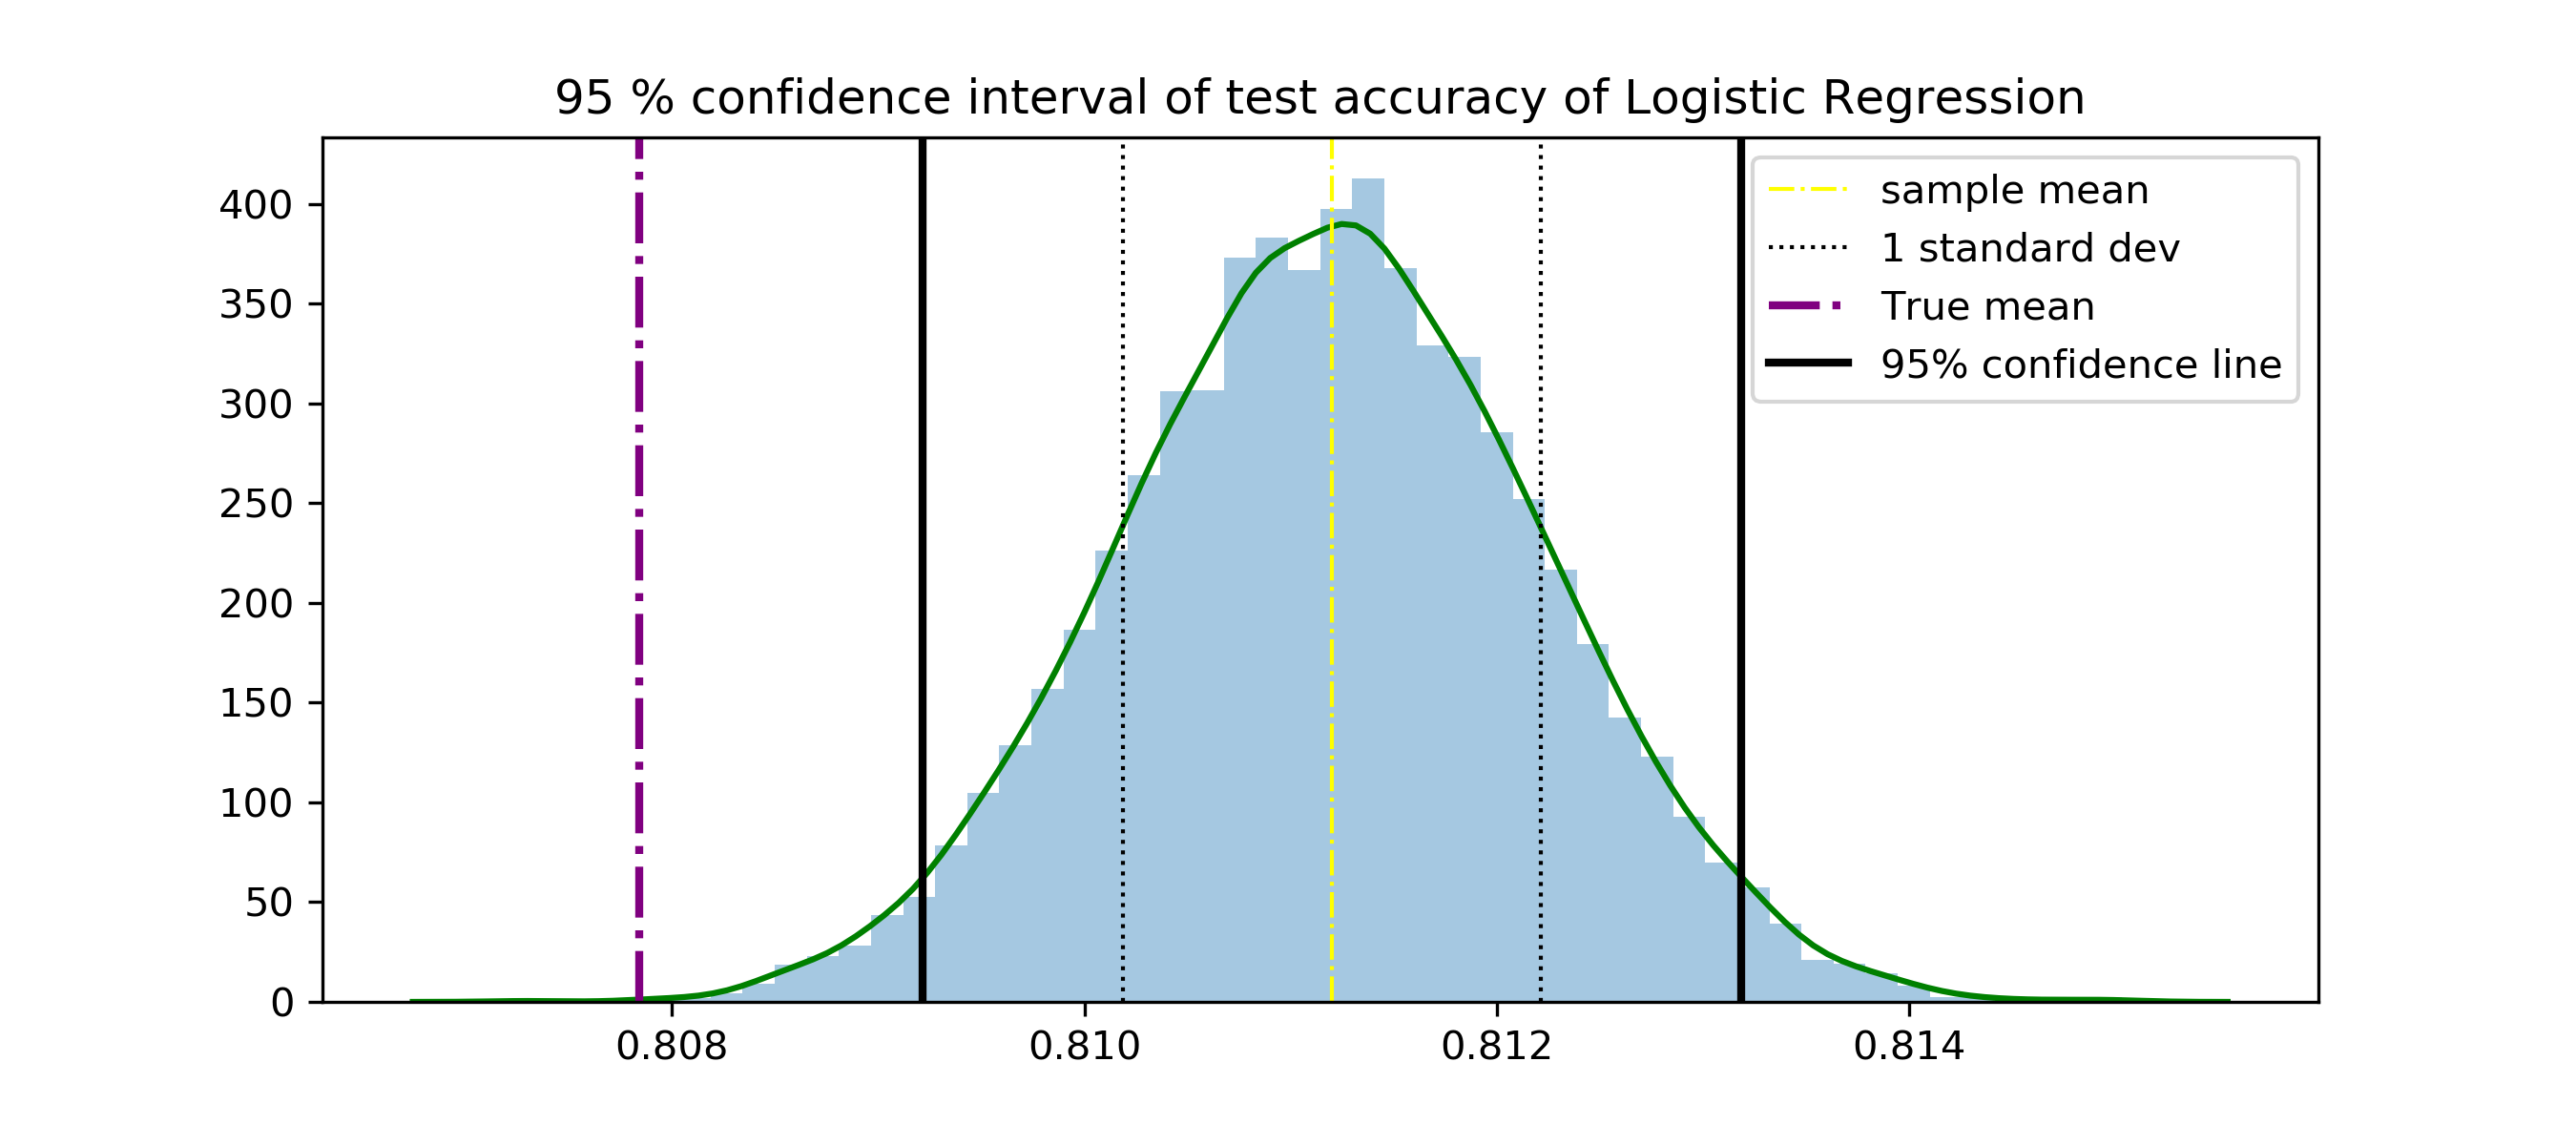 95 % confidence interval of test accuracy of Logistic Regression
sample mean
1 standard dev
True mean
95% confidence line
400
350
300
250
200
150
100
50
0
0.808 0.810 0.812 0.814